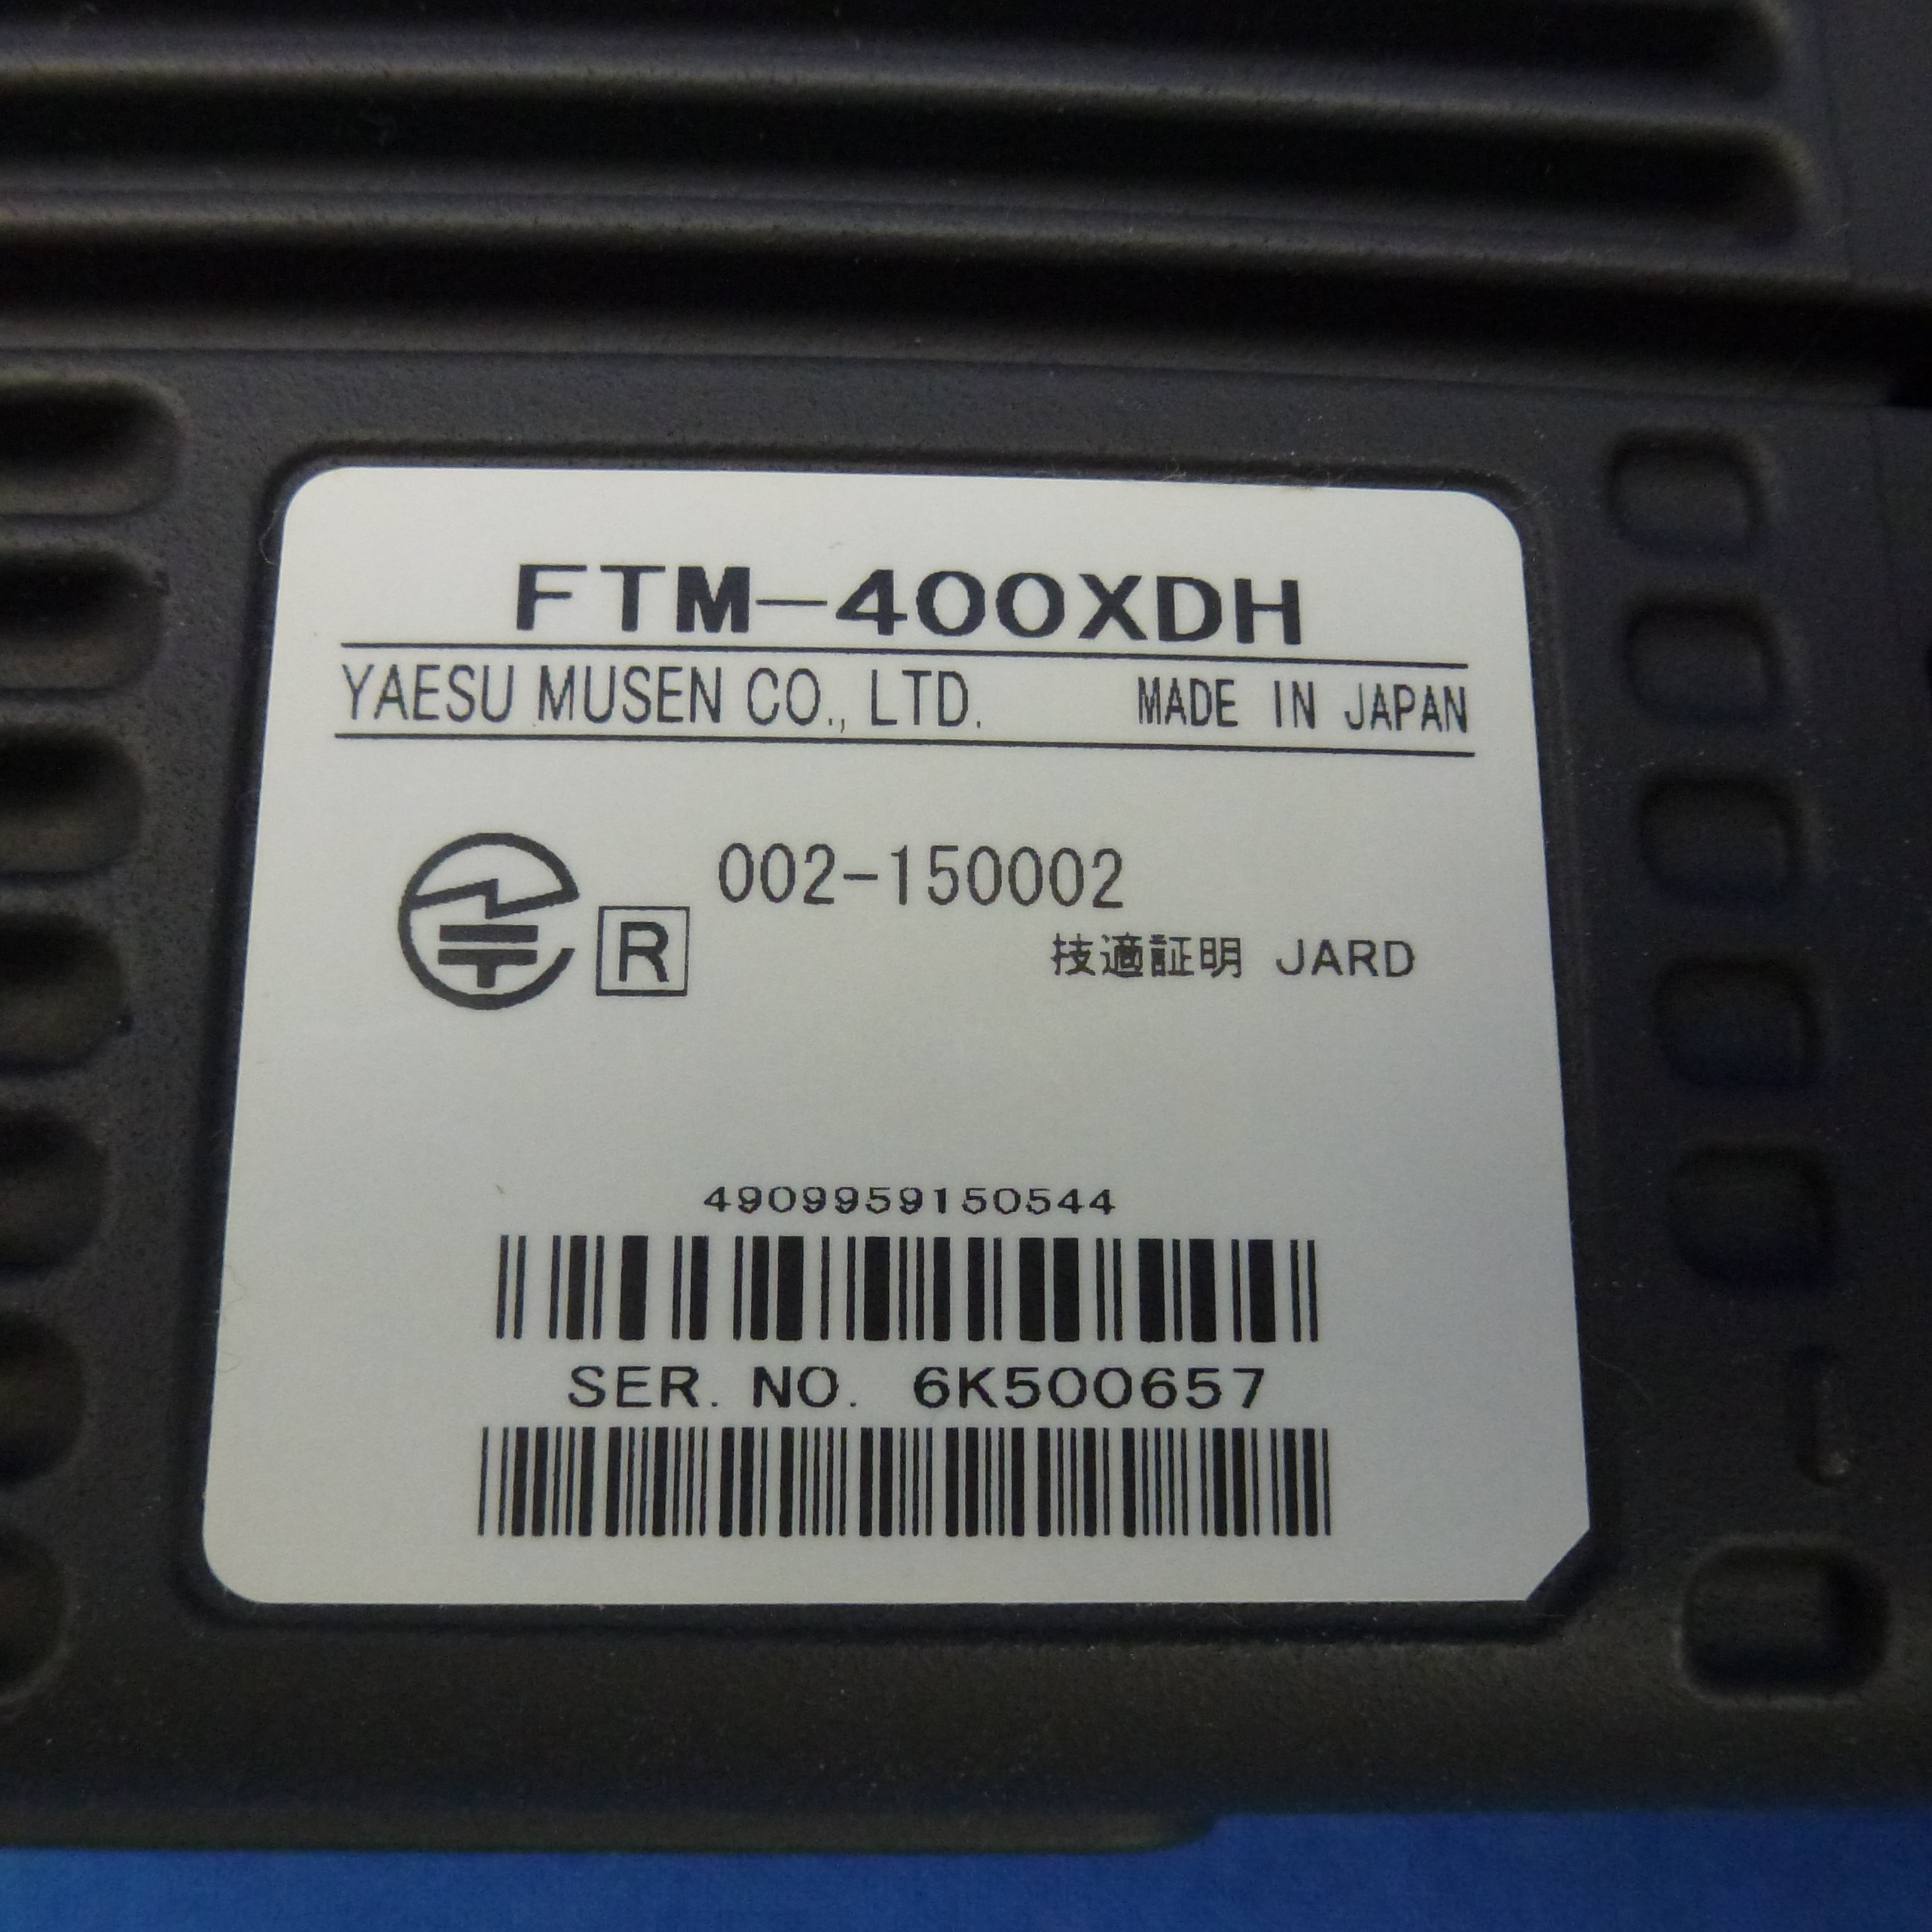 FTM-400XDH
YAESU MUSEN CO., LTD. MADE IN JAPAN
R 002-150002
技適証明 JARD
4909959150544
SER. NO. 6K500657